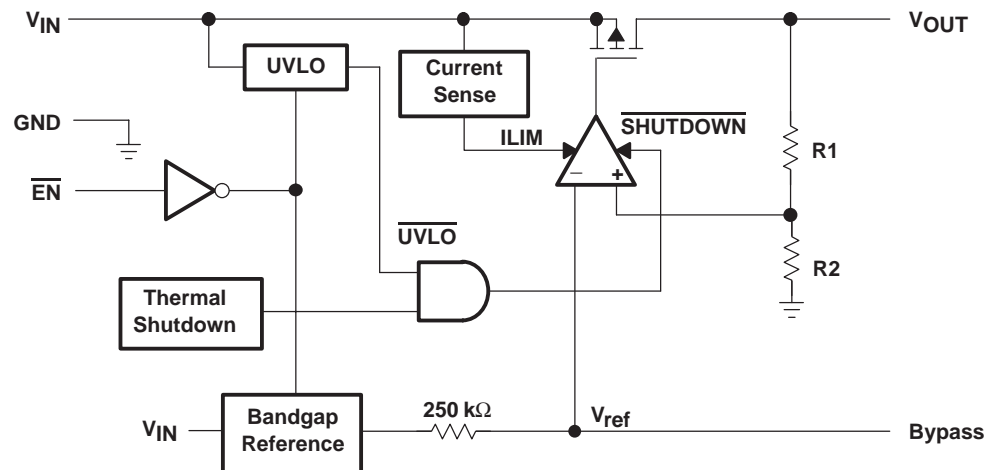 VIN
VOUT
UVLO
Current
Sense
GND
SHUTDOWN
ILIM
R1
EN
− +
UVLO
R2
Thermal
Shutdown
250 kΩ
Vref
VIN
Bandgap
Reference
Bypass